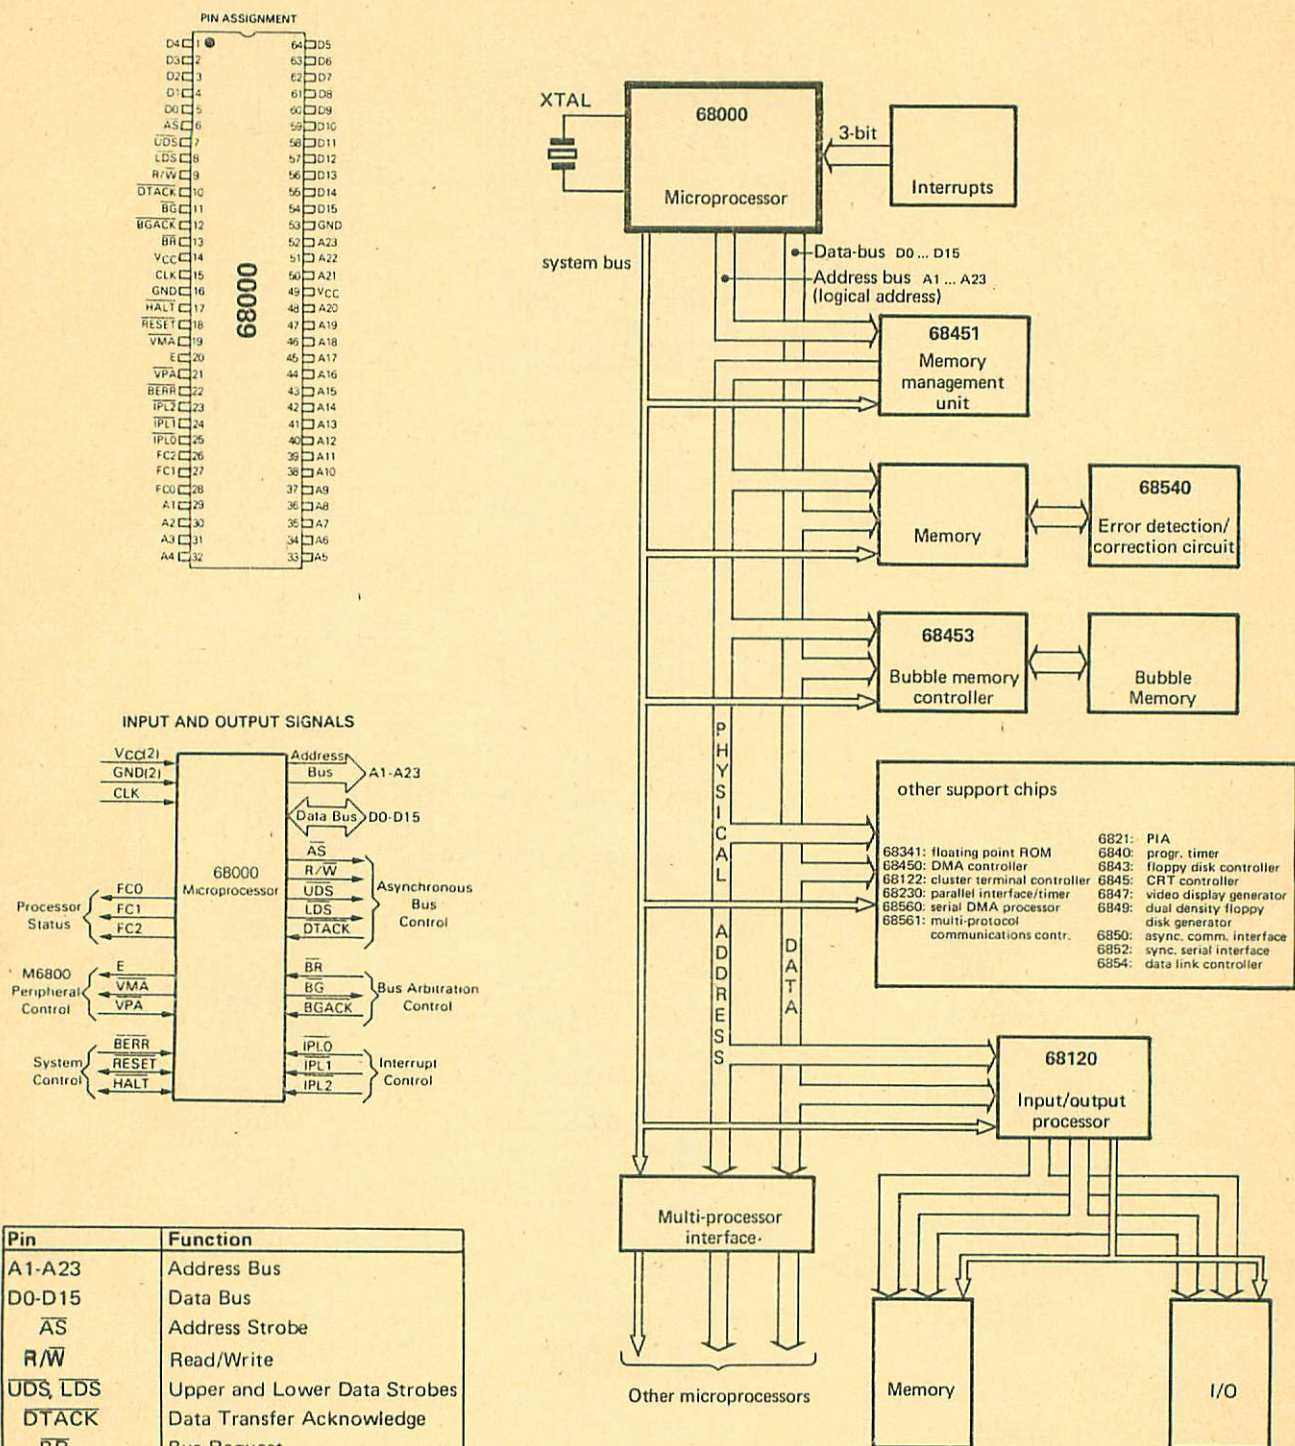 PIN ASSIGNMENT
D4 1 64 D5
D3 2 63 D6
D2 3 62 D7
D1 4 61 D8
D0 5 60 D9
AS 6 59 D10
UDS 7 58 D11
LDS 8 57 D12
R/W 9 56 D13
DTACK 10 55 D14
BG 11 54 D15
BGACK 12 53 GND
BR 13 52 A23
VCC 14 51 A22
CLK 15 50 A21
GND 16 49 VCC
HALT 17 48 A20
RESET 18 47 A19
VMA 19 46 A18
E 20 45 A17
VPA 21 44 A16
BERR 22 43 A15
IPL2 23 42 A14
IPL1 24 41 A13
IPL0 25 40 A12
FC2 26 39 A11
FC1 27 38 A10
FC0 28 37 A9
A1 29 36 A8
A2 30 35 A7
A3 31 34 A6
A4 32 33 A5
68000
XTAL
68000
Microprocessor
3-bit
Interrupts
system bus
Data-bus D0 ... D15
Address bus A1 ... A23
(logical address)
68451
Memory
management
unit
Memory
68540
Error detection/
correction circuit
68453
Bubble memory
controller
Bubble
Memory
PHYSICAL ADDRESS
DATA
other support chips
68341: floating point ROM
68450: DMA controller
68122: cluster terminal controller
68230: parallel interface/timer
68560: serial DMA processor
68561: multi-protocol
communications contr.
6821: PIA
6840: progr. timer
6843: floppy disk controller
6845: CRT controller
6847: video display generator
6849: dual density floppy
disk generator
6850: async. comm. interface
6852: sync. serial interface
6854: data link controller
68120
Input/output
processor
Multi-processor
interface.
Other microprocessors
Memory
I/O
INPUT AND OUTPUT SIGNALS
VCC(2)
GND(2)
CLK
68000
Microprocessor
Address
Bus
A1-A23
Data Bus D0-D15
AS
R/W
UDS
LDS
DTACK
Asynchronous
Bus
Control
Processor
Status
FC0
FC1
FC2
M6800
Peripheral
Control
E
VMA
VPA
BR
BG
BGACK
Bus Arbitration
Control
System
Control
BERR
RESET
HALT
IPL0
IPL1
IPL2
Interrupt
Control
Pin Function
A1-A23 Address Bus
D0-D15 Data Bus
AS Address Strobe
R/W Read/Write
UDS, LDS Upper and Lower Data Strobes
DTACK Data Transfer Acknowledge
BR Bus Request